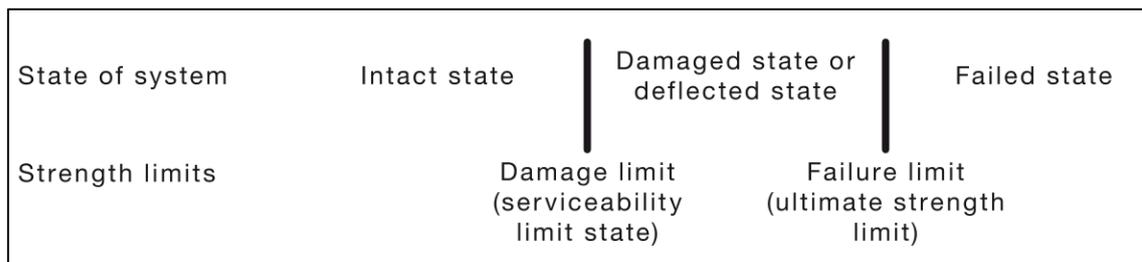 State of system
Intact state
Damaged state or
deflected state
Failed state
Strength limits
Damage limit
(serviceability
limit state)
Failure limit
(ultimate strength
limit)